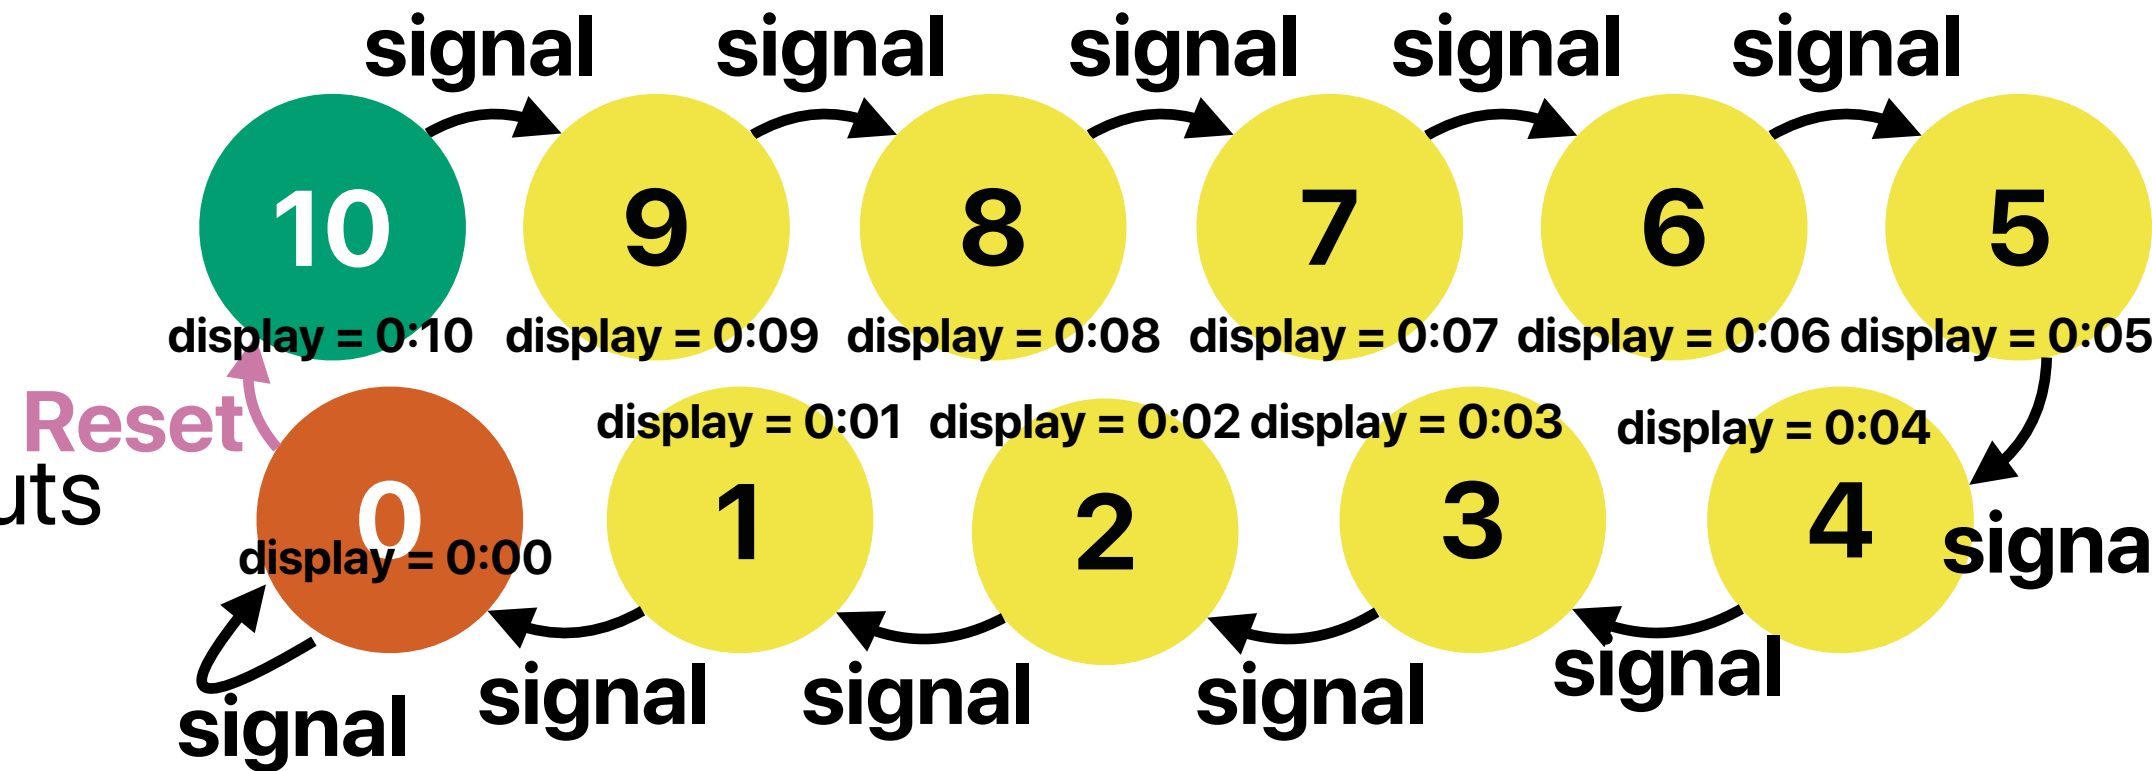 signal signal signal signal signal
10 9 8 7 6 5
display = 0:10 display = 0:09 display = 0:08 display = 0:07 display = 0:06 display = 0:05
Reset
display = 0:01 display = 0:02 display = 0:03 display = 0:04
uts
0 1 2 3 4
display = 0:00
signa
signal signal signal signal signal